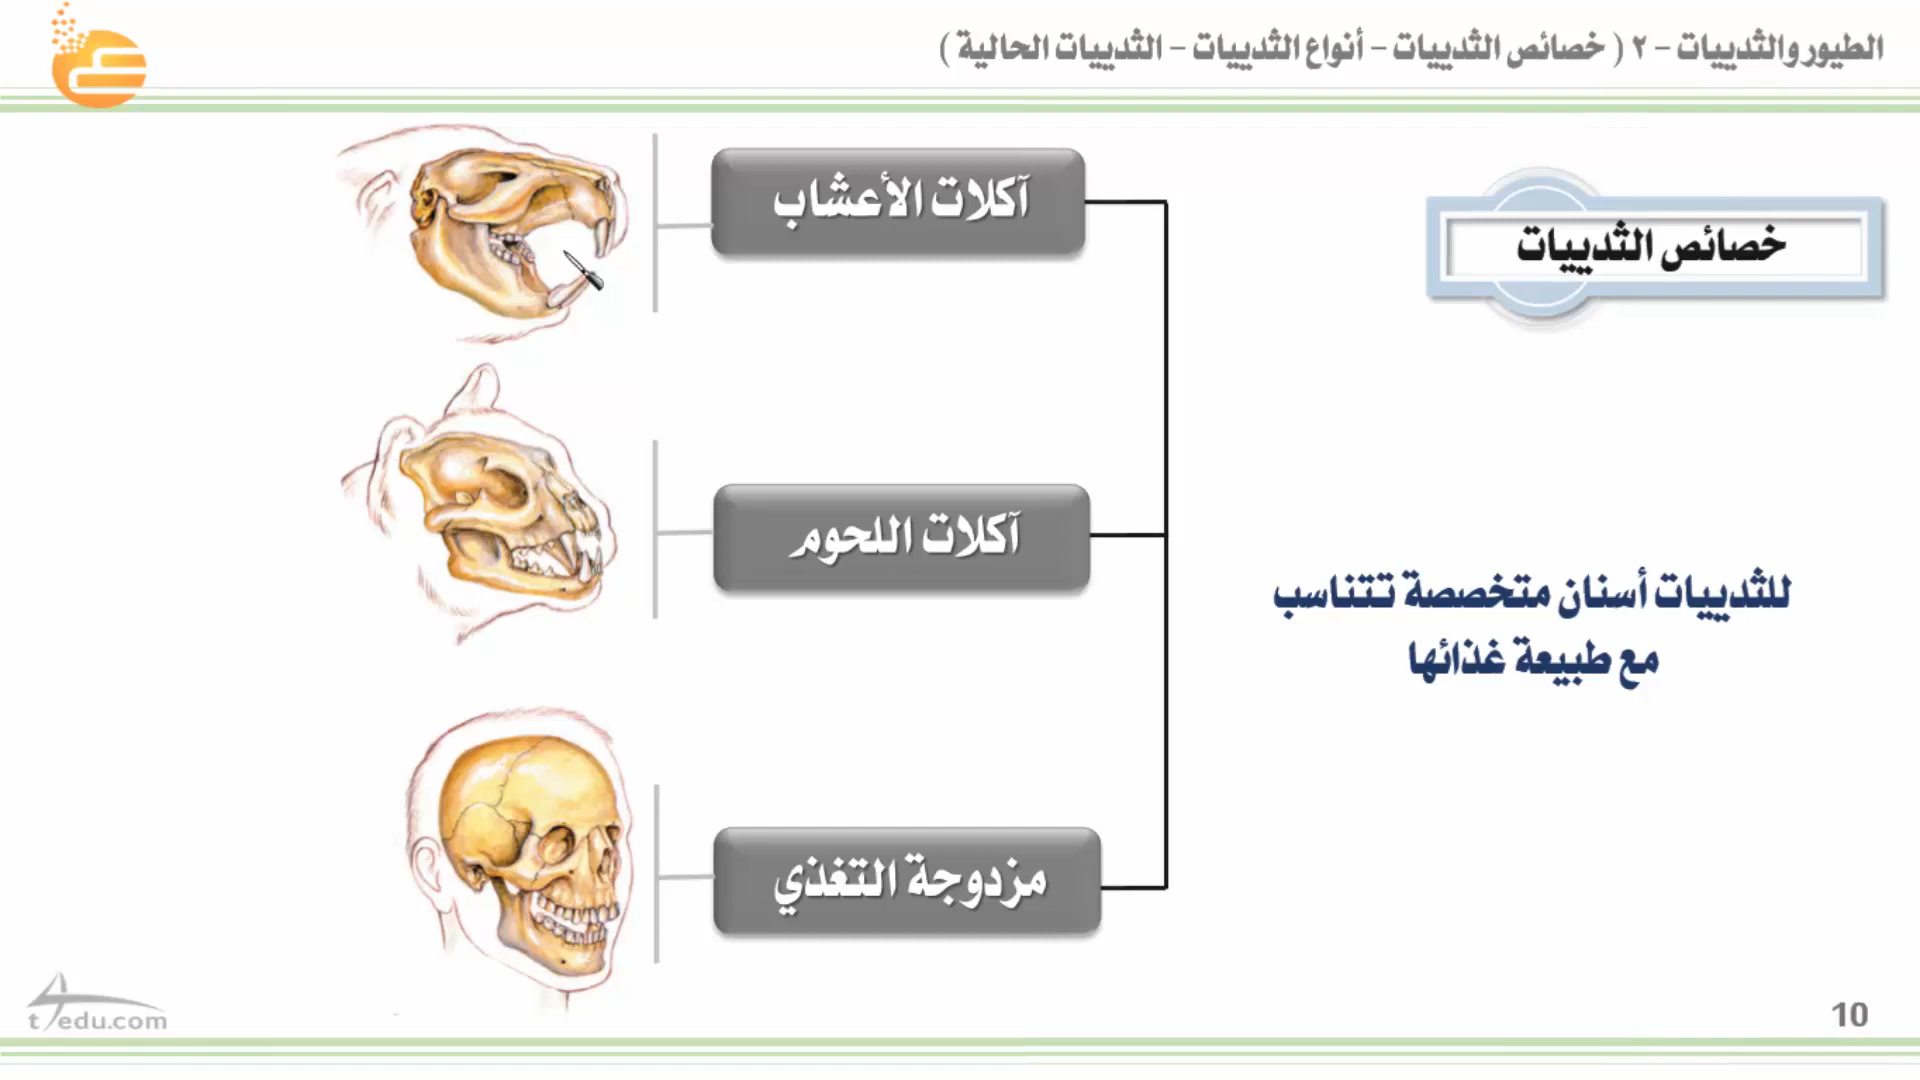 الطيور والثدييات - ٢ ( خصائص الثدييات - أنواع الثدييات - الثدييات الحالية )
خصائص الثدييات
آكلات الأعشاب
آكلات اللحوم
للثدييات أسنان متخصصة تتناسب
مع طبيعة غذائها
مزدوجة التغذي
t4edu.com
10